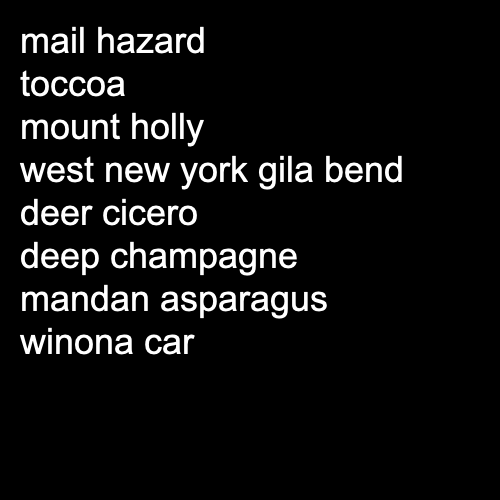 mail hazard
toccoa
mount holly
west new york gila bend
deer cicero
deep champagne
mandan asparagus
winona car